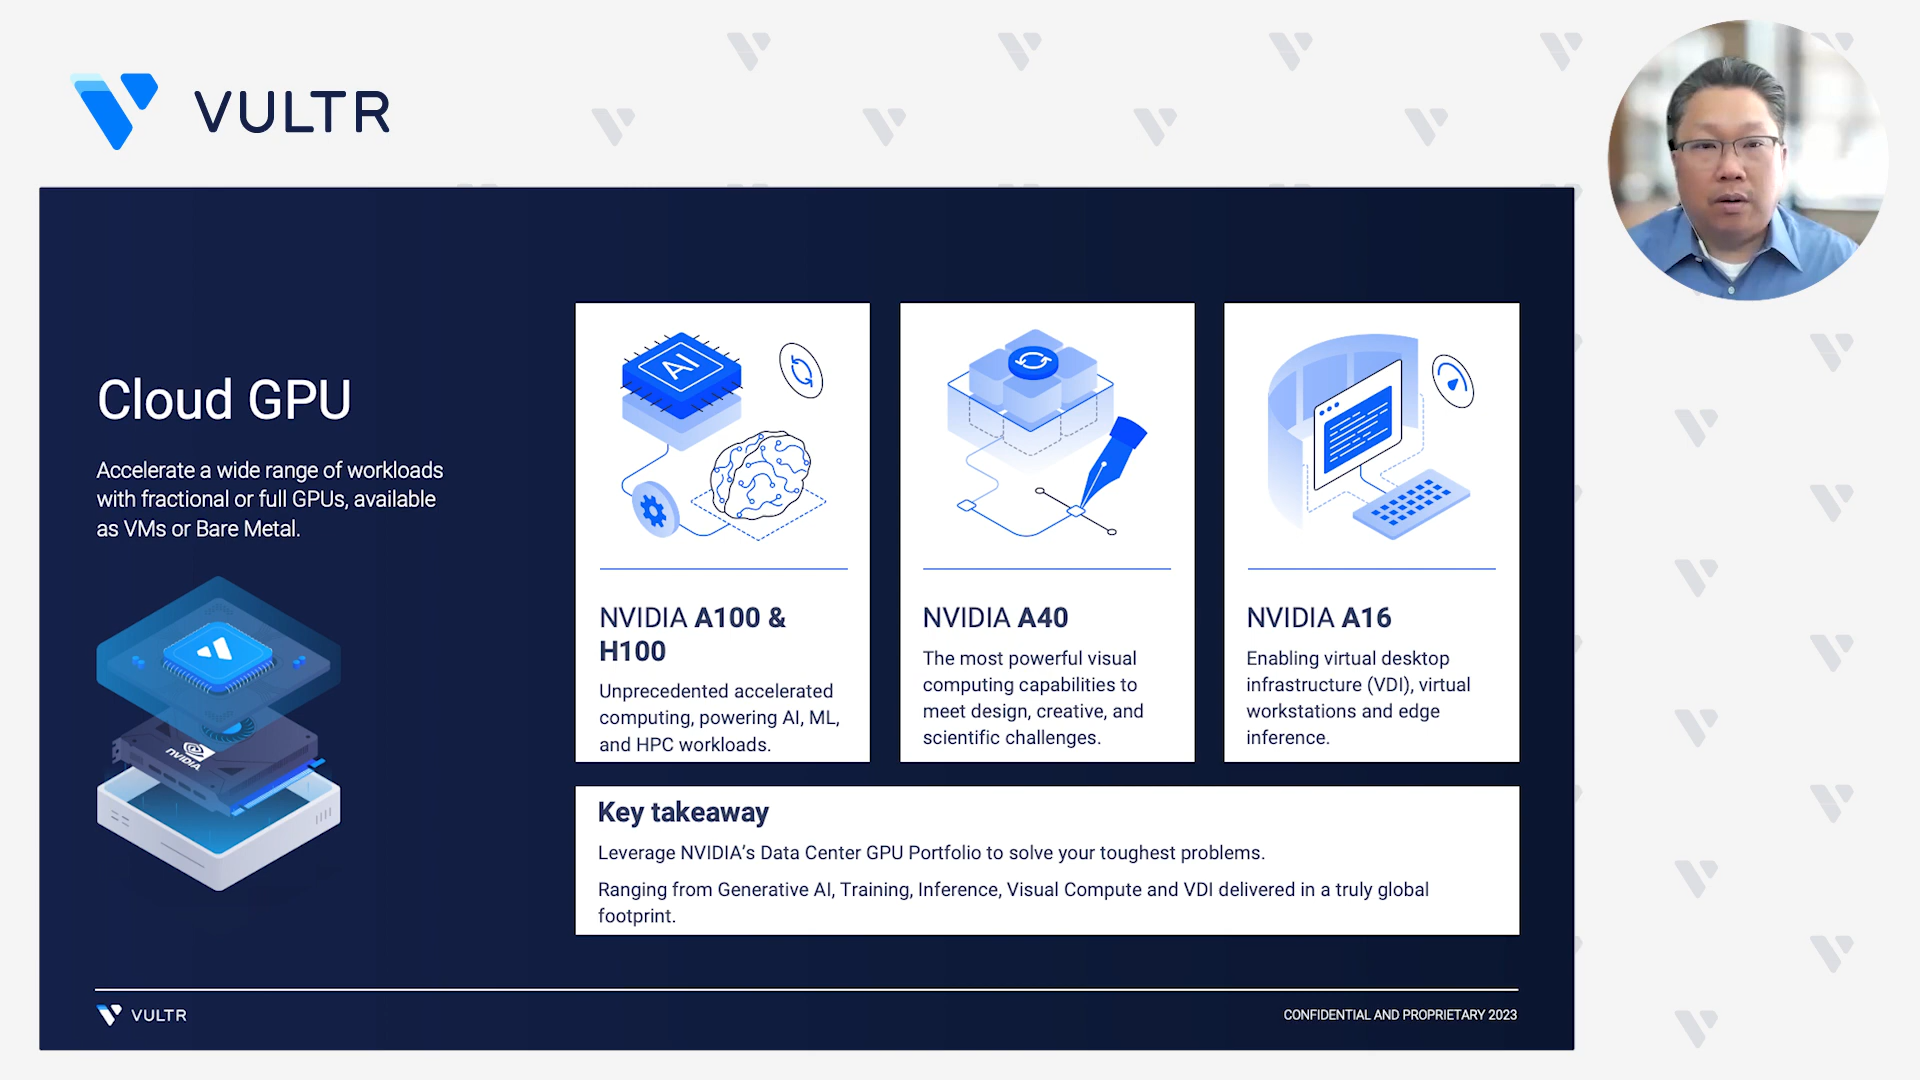 VULTR
Cloud GPU
Accelerate a wide range of workloads
with fractional or full GPUs, available
as VMs or Bare Metal.
NVIDIA
AI
NVIDIA A100 &
H100
Unprecedented accelerated
computing, powering AI, ML,
and HPC workloads.
NVIDIA A40
The most powerful visual
computing capabilities to
meet design, creative, and
scientific challenges.
NVIDIA A16
Enabling virtual desktop
infrastructure (VDI), virtual
workstations and edge
inference.
Key takeaway
Leverage NVIDIA’s Data Center GPU Portfolio to solve your toughest problems.
Ranging from Generative AI, Training, Inference, Visual Compute and VDI delivered in a truly global
footprint.
VULTR
CONFIDENTIAL AND PROPRIETARY 2023